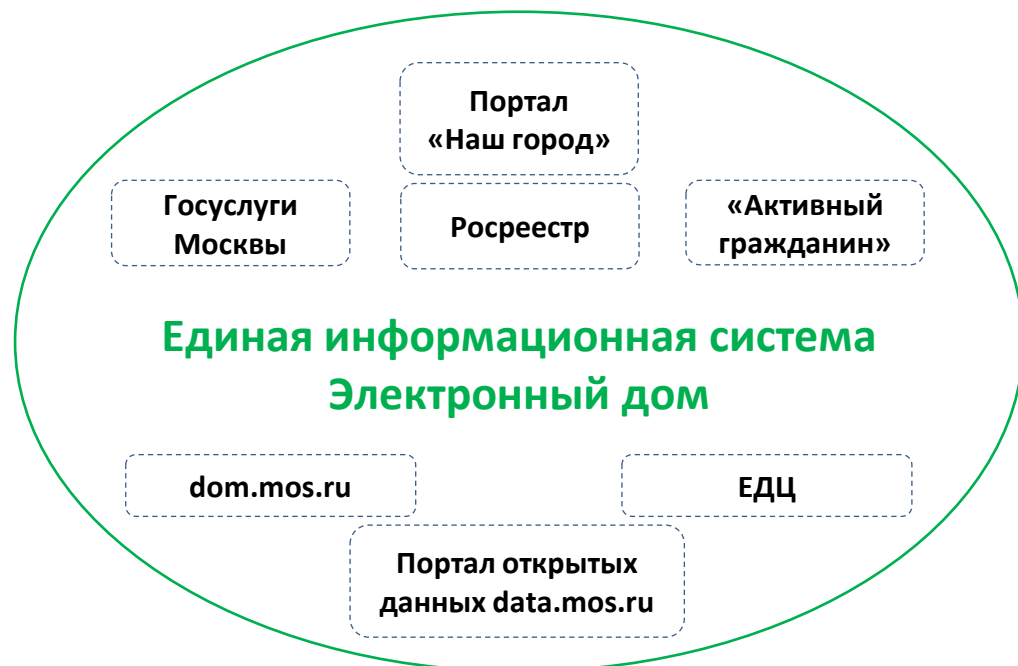 Портал
«Наш город»
Госуслуги
Москвы
Росреестр
«Активный
гражданин»
Единая информационная система
Электронный дом
dom.mos.ru
ЕДЦ
Портал открытых
данных data.mos.ru